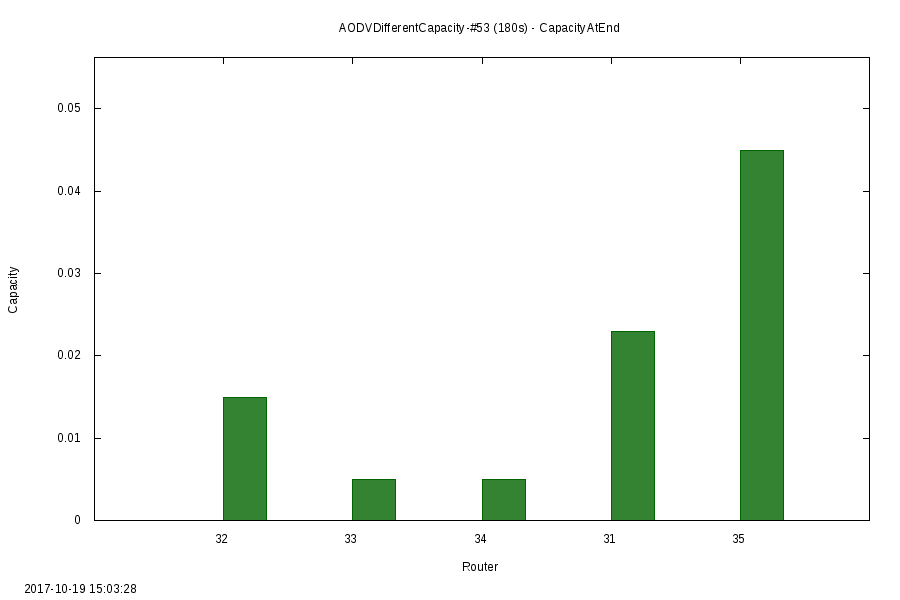 AODVDifferentCapacity-#53 (180s) - CapacityAtEnd
0.05
0.04
0.03
0.02
0.01
0
Capacity
32 33 34 31 35
Router
2017-10-19 15:03:28